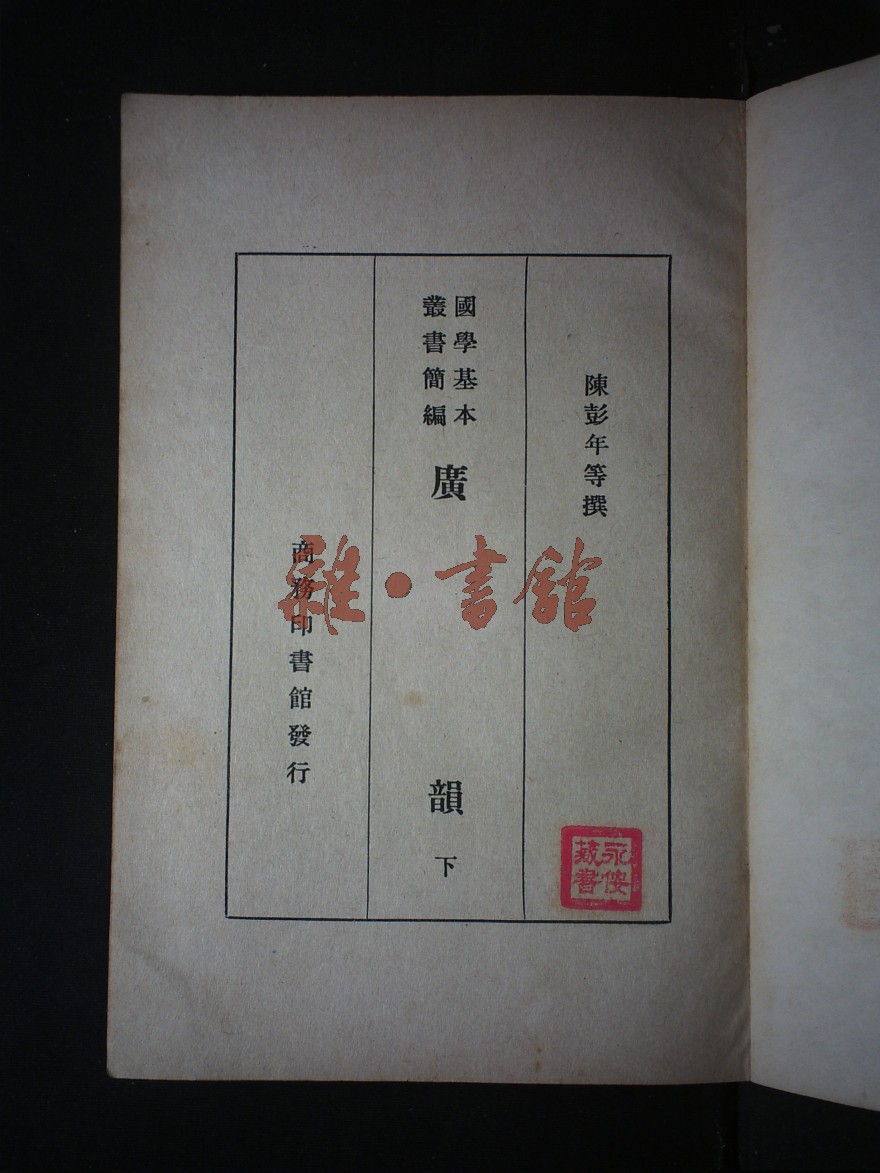 陳彭年等撰
國學基本
叢書簡編
廣韻下
商務印書館發行
雜·書館
永侒
藏書